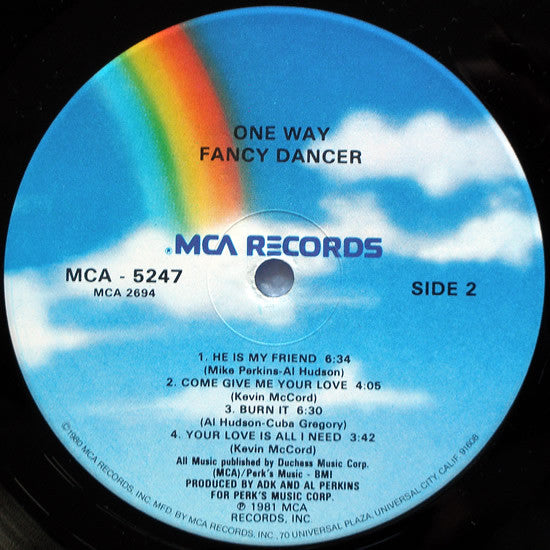 ONE WAY
FANCY DANCER
® MCA RECORDS
MCA - 5247
MCA 2694
SIDE 2
1. HE IS MY FRIEND 6:34
(Mike Perkins-Al Hudson)
2. COME GIVE ME YOUR LOVE 4:05
(Kevin McCord)
3. BURN IT 6:30
(Al Hudson-Cuba Gregory)
4. YOUR LOVE IS ALL I NEED 3:42
(Kevin McCord)
All Music published by Duchess Music Corp.
(MCA)/Perk's Music - BMI
PRODUCED BY ADK AND AL PERKINS
FOR PERK'S MUSIC CORP.
℗ 1981 MCA
RECORDS, INC
©1980 MCA RECORDS, INC. MFD. BY MCA RECORDS, INC., 70 UNIVERSAL PLAZA, UNIVERSAL CITY, CALIF. 91608